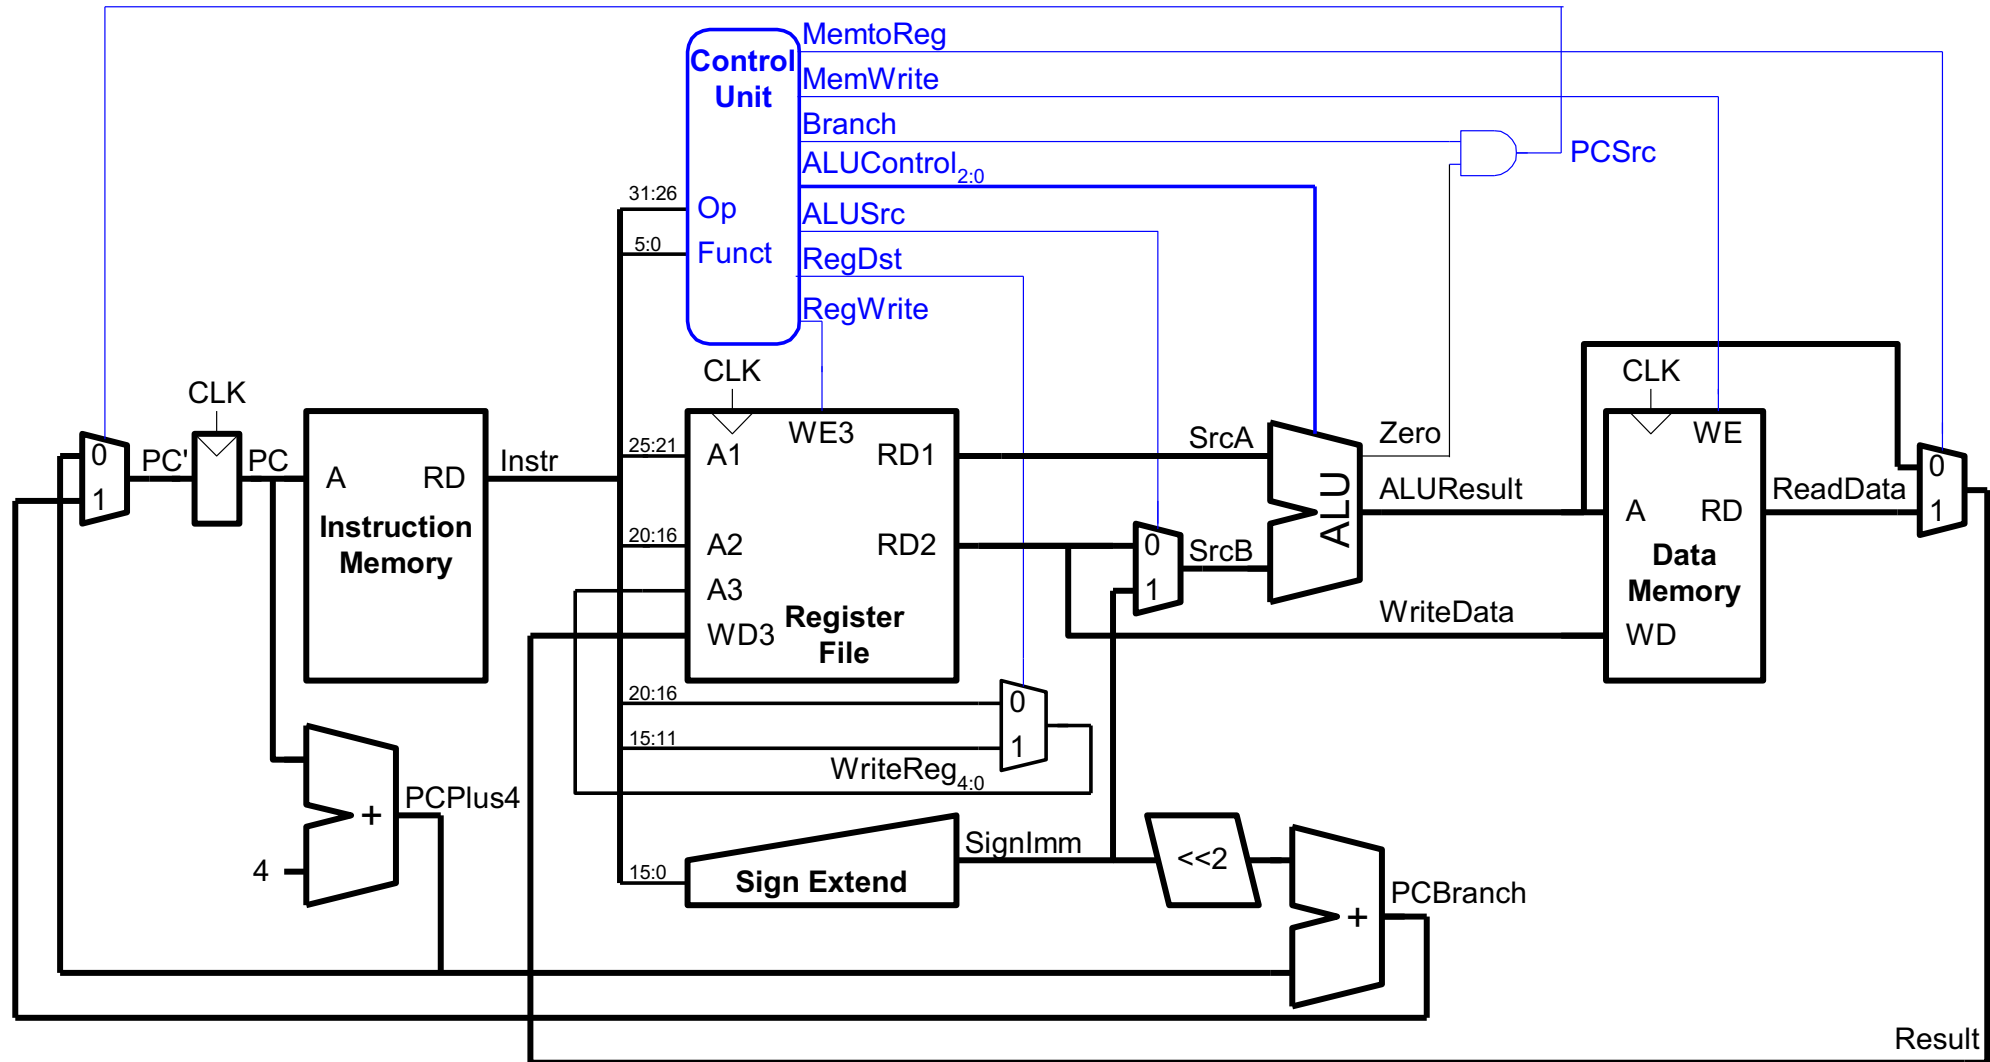 MemtoReg
Control
Unit
MemWrite
Branch
PCSrc
ALUControl2:0
31:26
Op
ALUSrc
5:0
Funct
RegDst
RegWrite
CLK
CLK
CLK
0
1
PC'
PC
A
RD
Instruction
Memory
Instr
25:21
A1
WE3
RD1
20:16
A2
RD2
A3
WD3
Register
File
SrcA
0
1
SrcB
ALU
Zero
ALUResult
WriteData
WE
A
RD
Data
Memory
WD
ReadData
0
1
20:16
0
15:11
1
WriteReg4:0
PCPlus4
+
4
15:0
Sign Extend
SignImm
<<2
+
PCBranch
Result